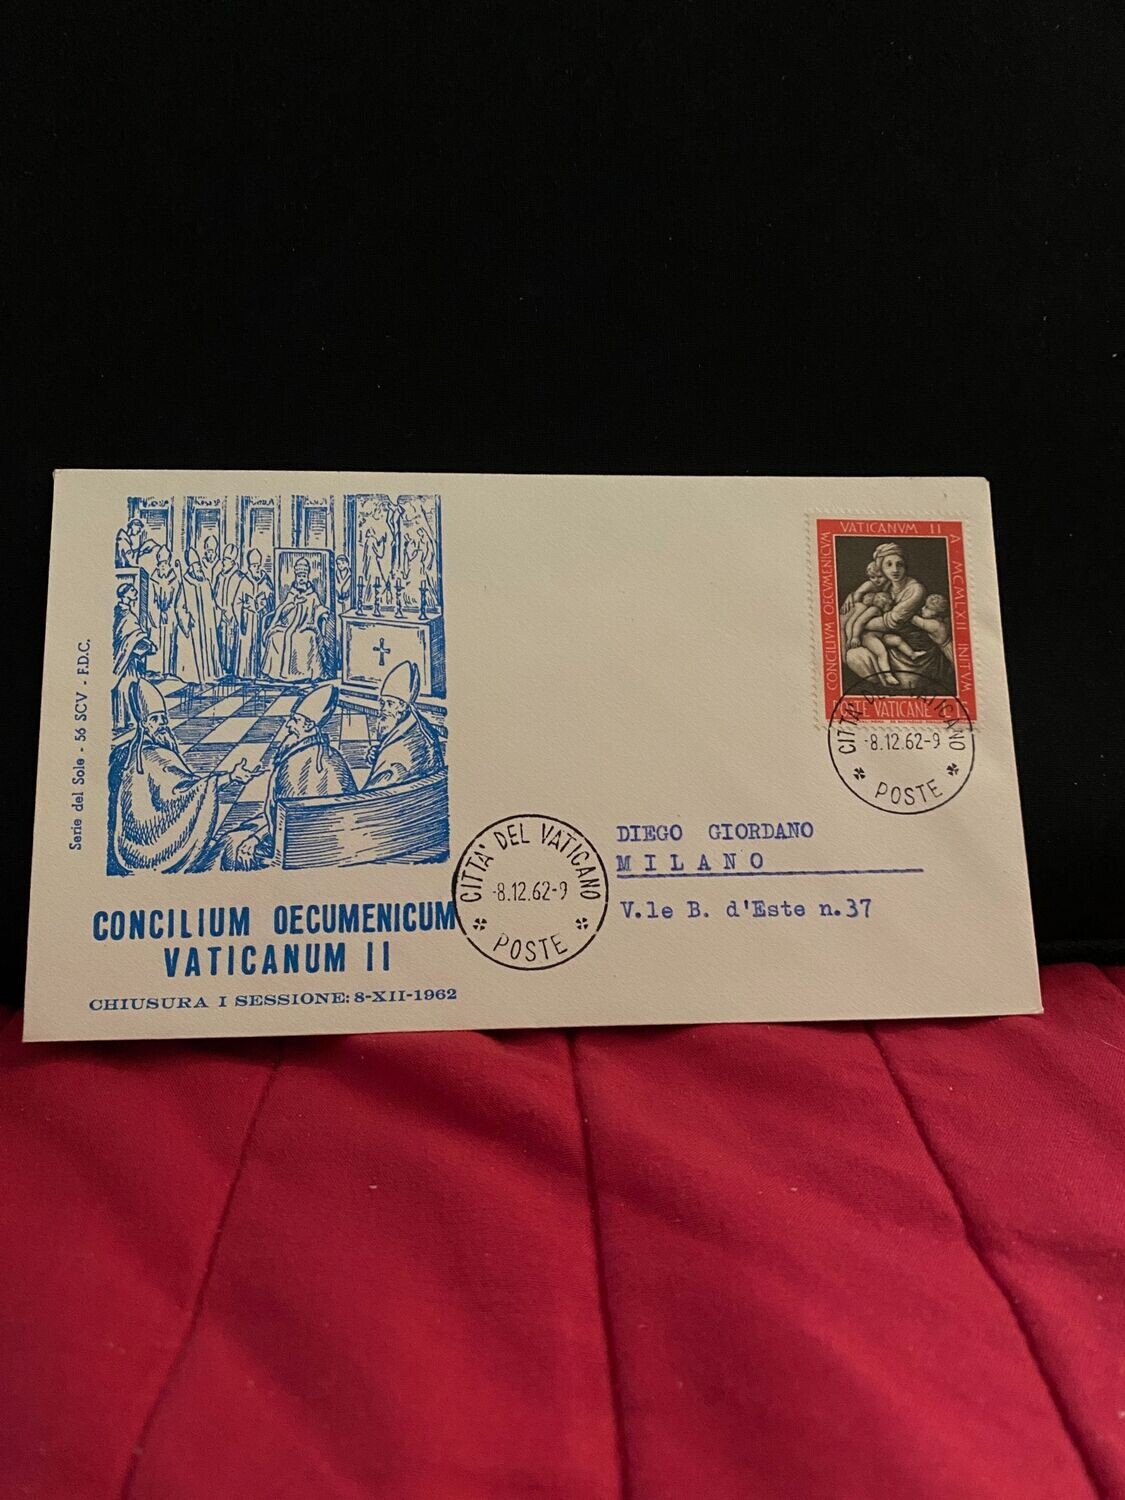 Serie del Sole - 56 SCV - F.D.C.
CONCILIUM OECUMENICUM
VATICANUM II
CHIUSURA I SESSIONE: 8-XII-1962
CITTA' DEL VATICANO
-8.12.62-9
POSTE
CONCILIVM OECVMENICVM VATICANVM II A. MCMLXII INITVM
POSTE VATICANE
CITTA' DEL VATICANO
-8.12.62-9
POSTE
DIEGO GIORDANO
MILANO
V.le B. d'Este n.37